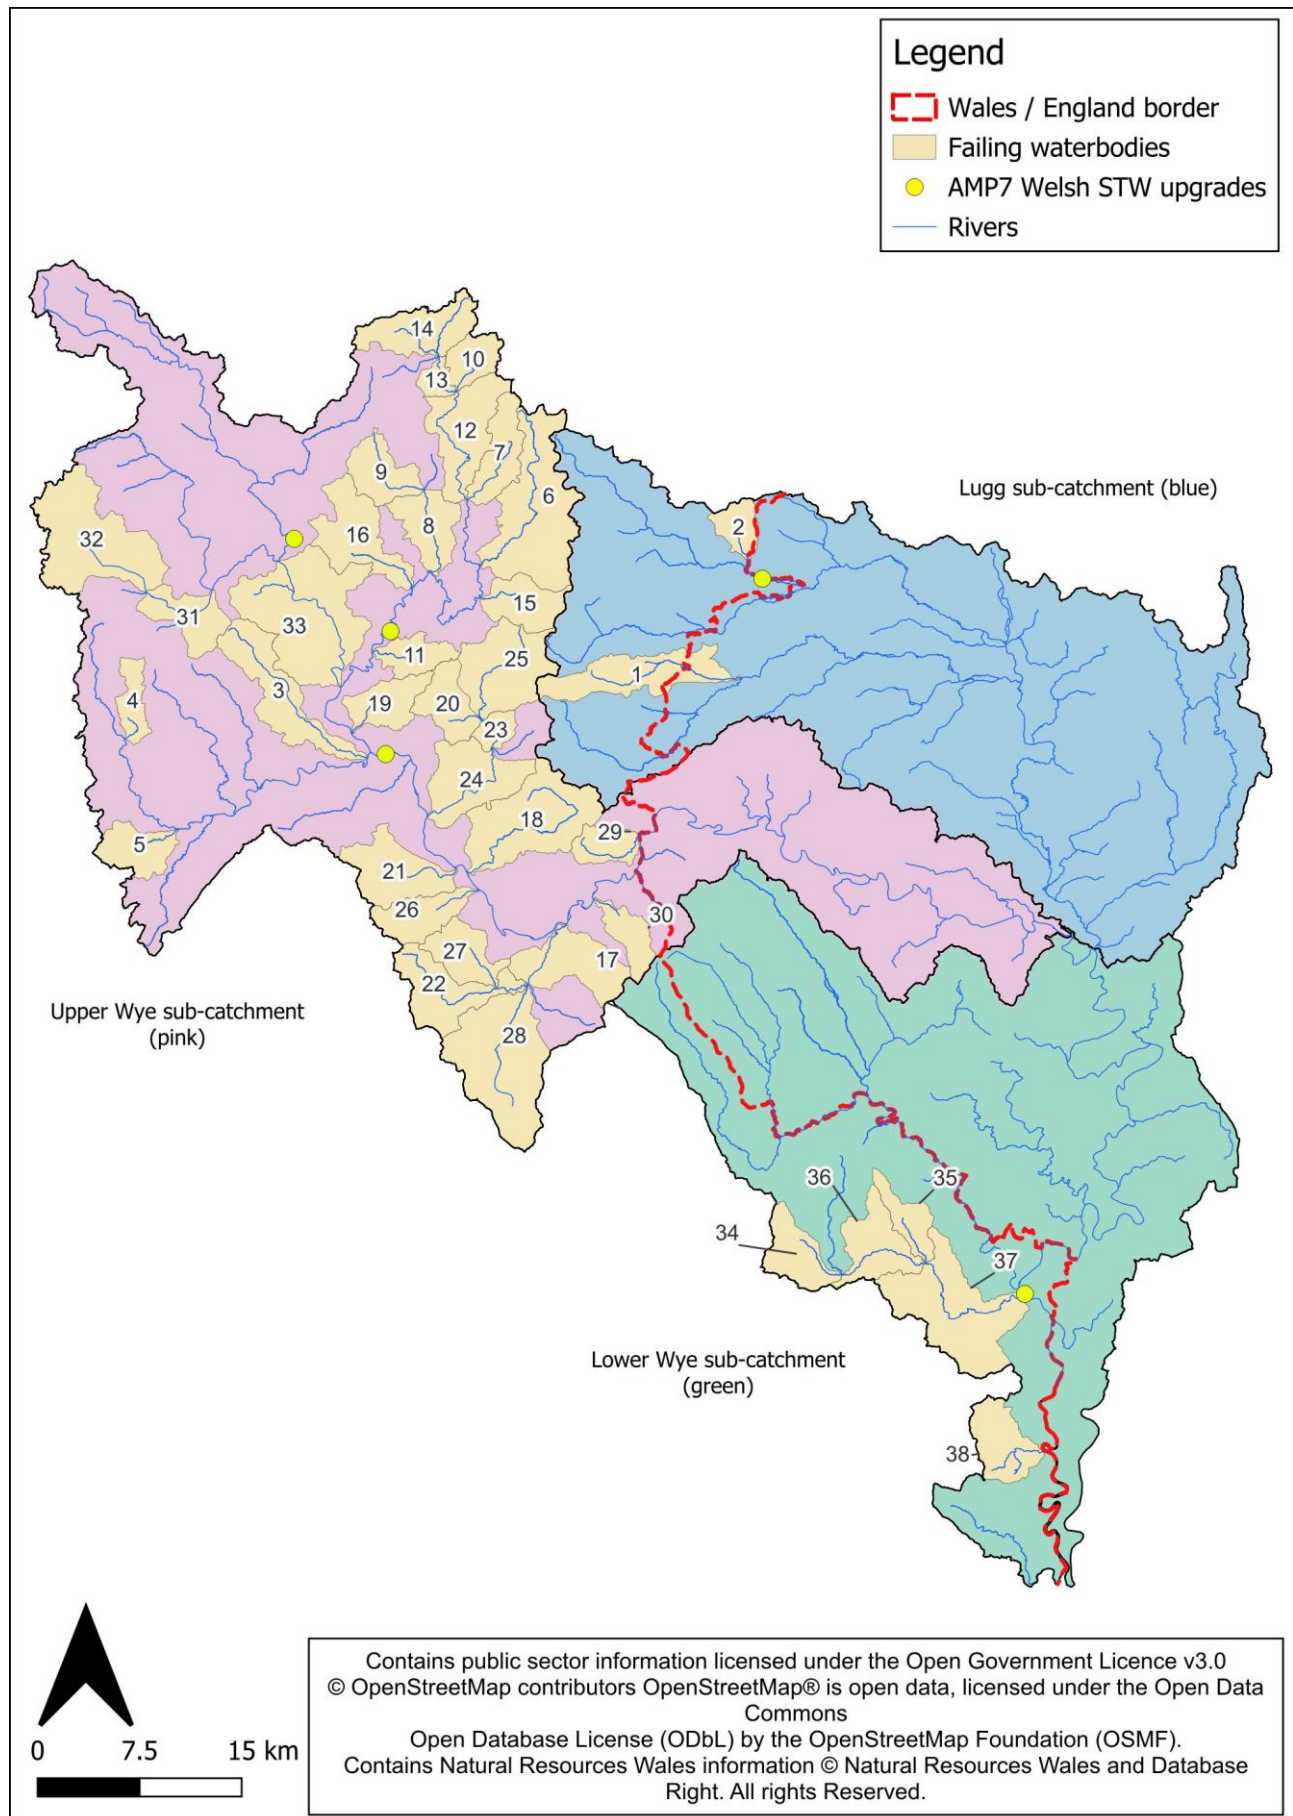 Legend
Wales / England border
Failing waterbodies
AMP7 Welsh STW upgrades
Rivers
Lugg sub-catchment (blue)
14
10
13
12
7
9
6
8
2
16
32
15
31
33
11
25
1
3
4
19
20
23
24
18
29
5
21
26
30
27
17
22
Upper Wye sub-catchment
(pink)
28
36
35
34
37
Lower Wye sub-catchment
(green)
38
0
7.5
15 km
Contains public sector information licensed under the Open Government Licence v3.0
© OpenStreetMap contributors OpenStreetMap® is open data, licensed under the Open Data
Commons
Open Database License (ODbL) by the OpenStreetMap Foundation (OSMF).
Contains Natural Resources Wales information © Natural Resources Wales and Database
Right. All rights Reserved.